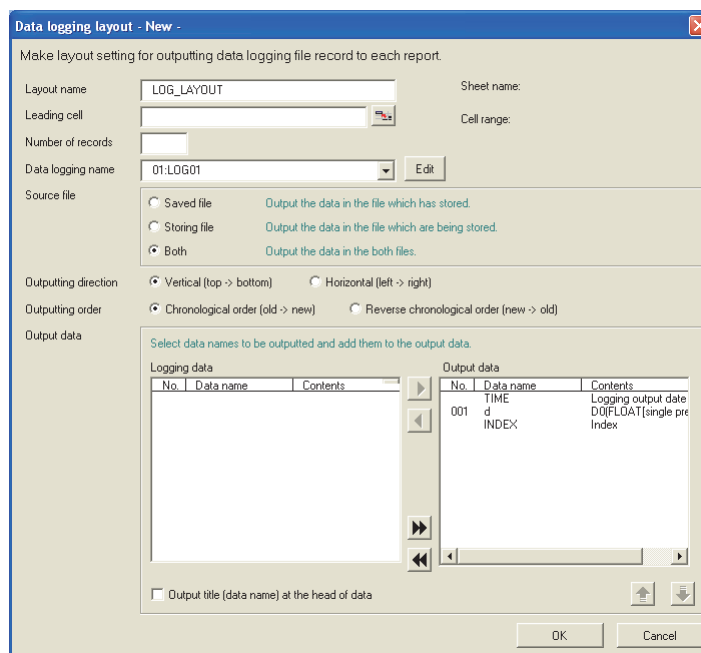 Data logging layout - New -
Make layout setting for outputting data logging file record to each report.
Layout name LOG_LAYOUT Sheet name:
Leading cell Cell range:
Number of records
Data logging name 01:LOG01 Edit
Source file
Saved file Output the data in the file which has stored.
Storing file Output the data in the file which are being stored.
Both Output the data in the both files.
Outputting direction Vertical (top -> bottom) Horizontal (left -> right)
Outputting order Chronological order (old -> new) Reverse chronological order (new -> old)
Output data
Select data names to be outputted and add them to the output data.
Logging data Output data
No. Data name Contents No. Data name Contents
TIME Logging output date
001 d D0[FLOAT[single pre
INDEX Index
Output title (data name) at the head of data
OK Cancel